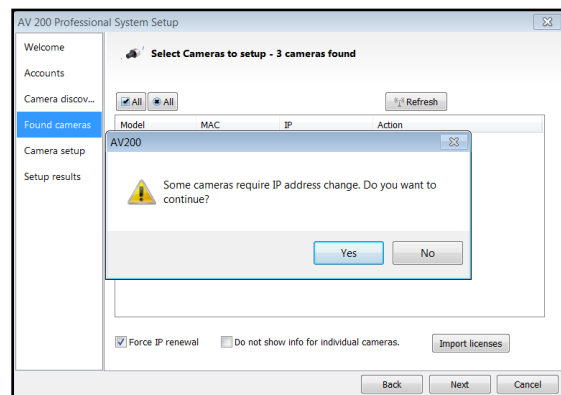 AV 200 Professional System Setup
Welcome
Accounts
Camera discov...
Found cameras
Camera setup
Setup results
Select Cameras to setup - 3 cameras found
All
All
Refresh
Model MAC IP Action
AV200
Some cameras require IP address change. Do you want to
continue?
Yes No
Force IP renewal Do not show info for individual cameras. Import licenses
Back Next Cancel